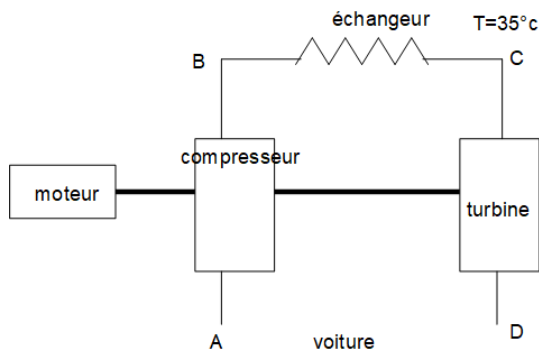 échangeur
T=35°c
B
C
compresseur
moteur
turbine
A
voiture
D